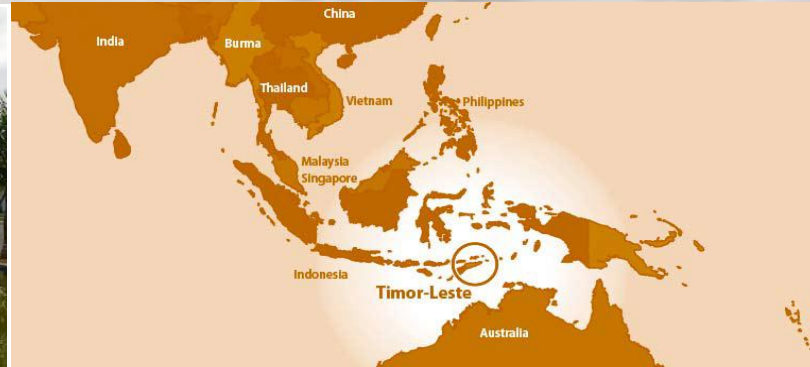 China
India
Burma
Thailand
Vietnam
Philippines
Malaysia
Singapore
Indonesia
Timor-Leste
Australia